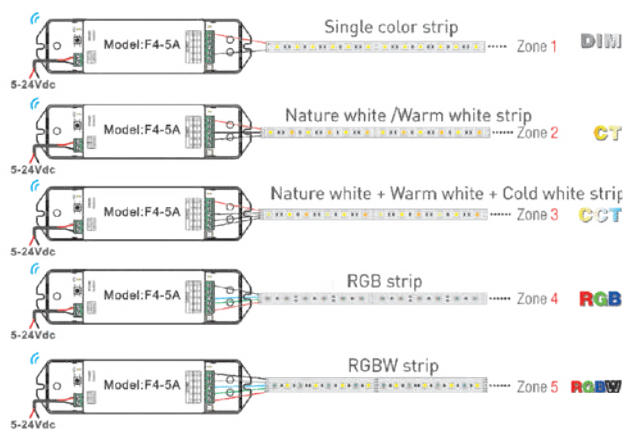 Single color strip
Model:F4-5A
Zone 1 DIM
5-24Vdc
Nature white /Warm white strip
Model:F4-5A
Zone 2 CT
5-24Vdc
Nature white + Warm white + Cold white strip
Model:F4-5A
Zone 3 CCT
5-24Vdc
RGB strip
Model:F4-5A
Zone 4 RGB
5-24Vdc
RGBW strip
Model:F4-5A
Zone 5 RGBW
5-24Vdc